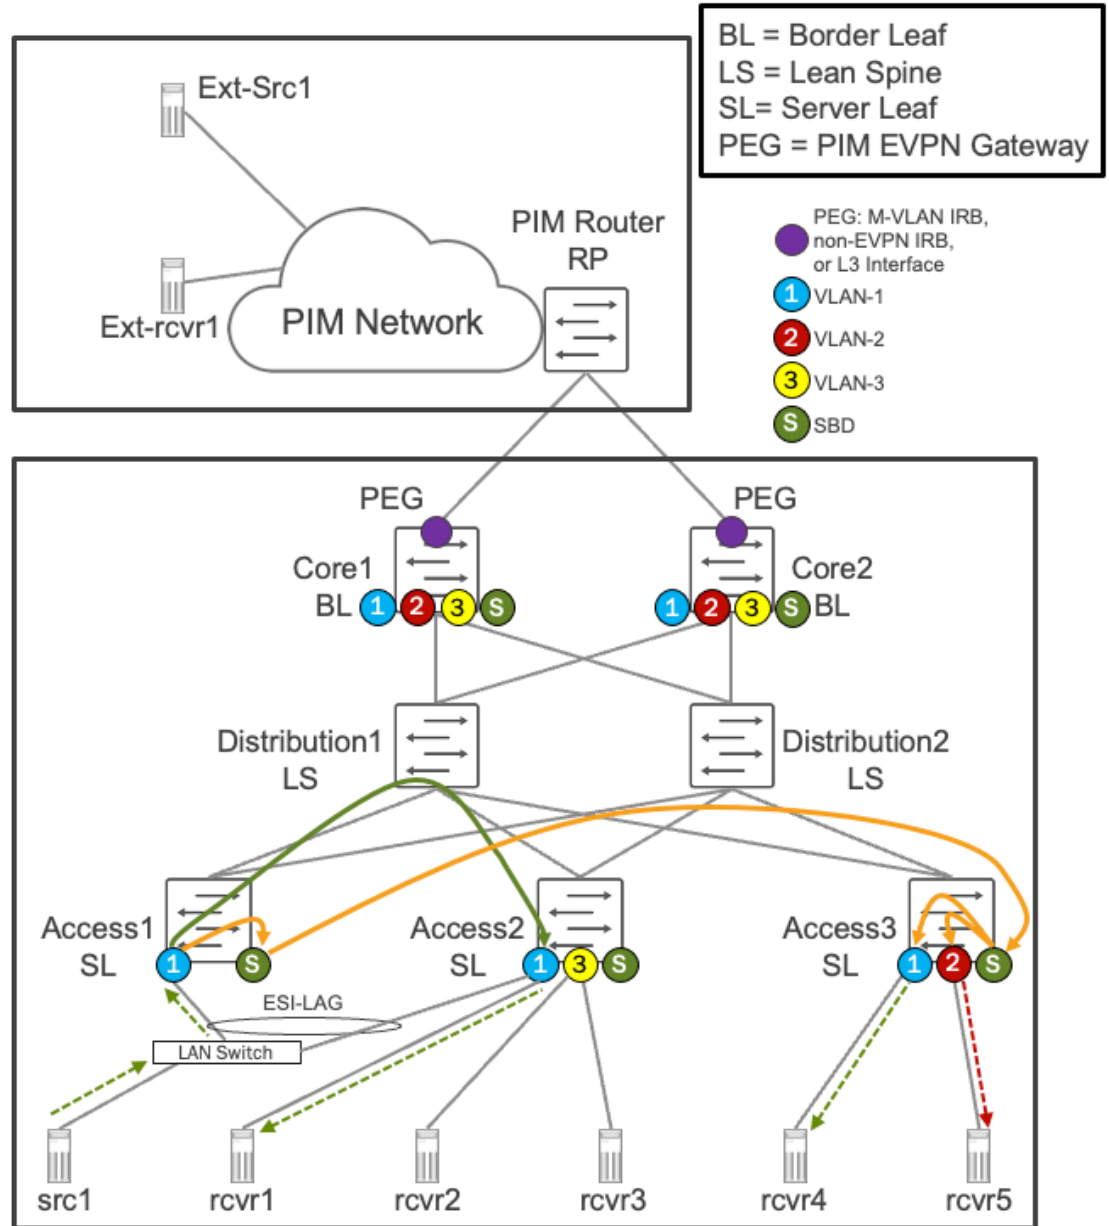 BL = Border Leaf
LS = Lean Spine
SL= Server Leaf
PEG = PIM EVPN Gateway
Ext-Src1
PIM Router
RP
Ext-rcvr1
PIM Network
PEG: M-VLAN IRB,
non-EVPN IRB,
or L3 Interface
1 VLAN-1
2 VLAN-2
3 VLAN-3
S SBD
PEG
PEG
Core1
BL
1 2 3 S
Core2
BL
1 2 3 S
Distribution1
LS
Distribution2
LS
Access1
SL
1 S
Access2
SL
1 3 S
Access3
SL
1 2 S
ESI-LAG
LAN Switch
src1
rcvr1
rcvr2
rcvr3
rcvr4
rcvr5